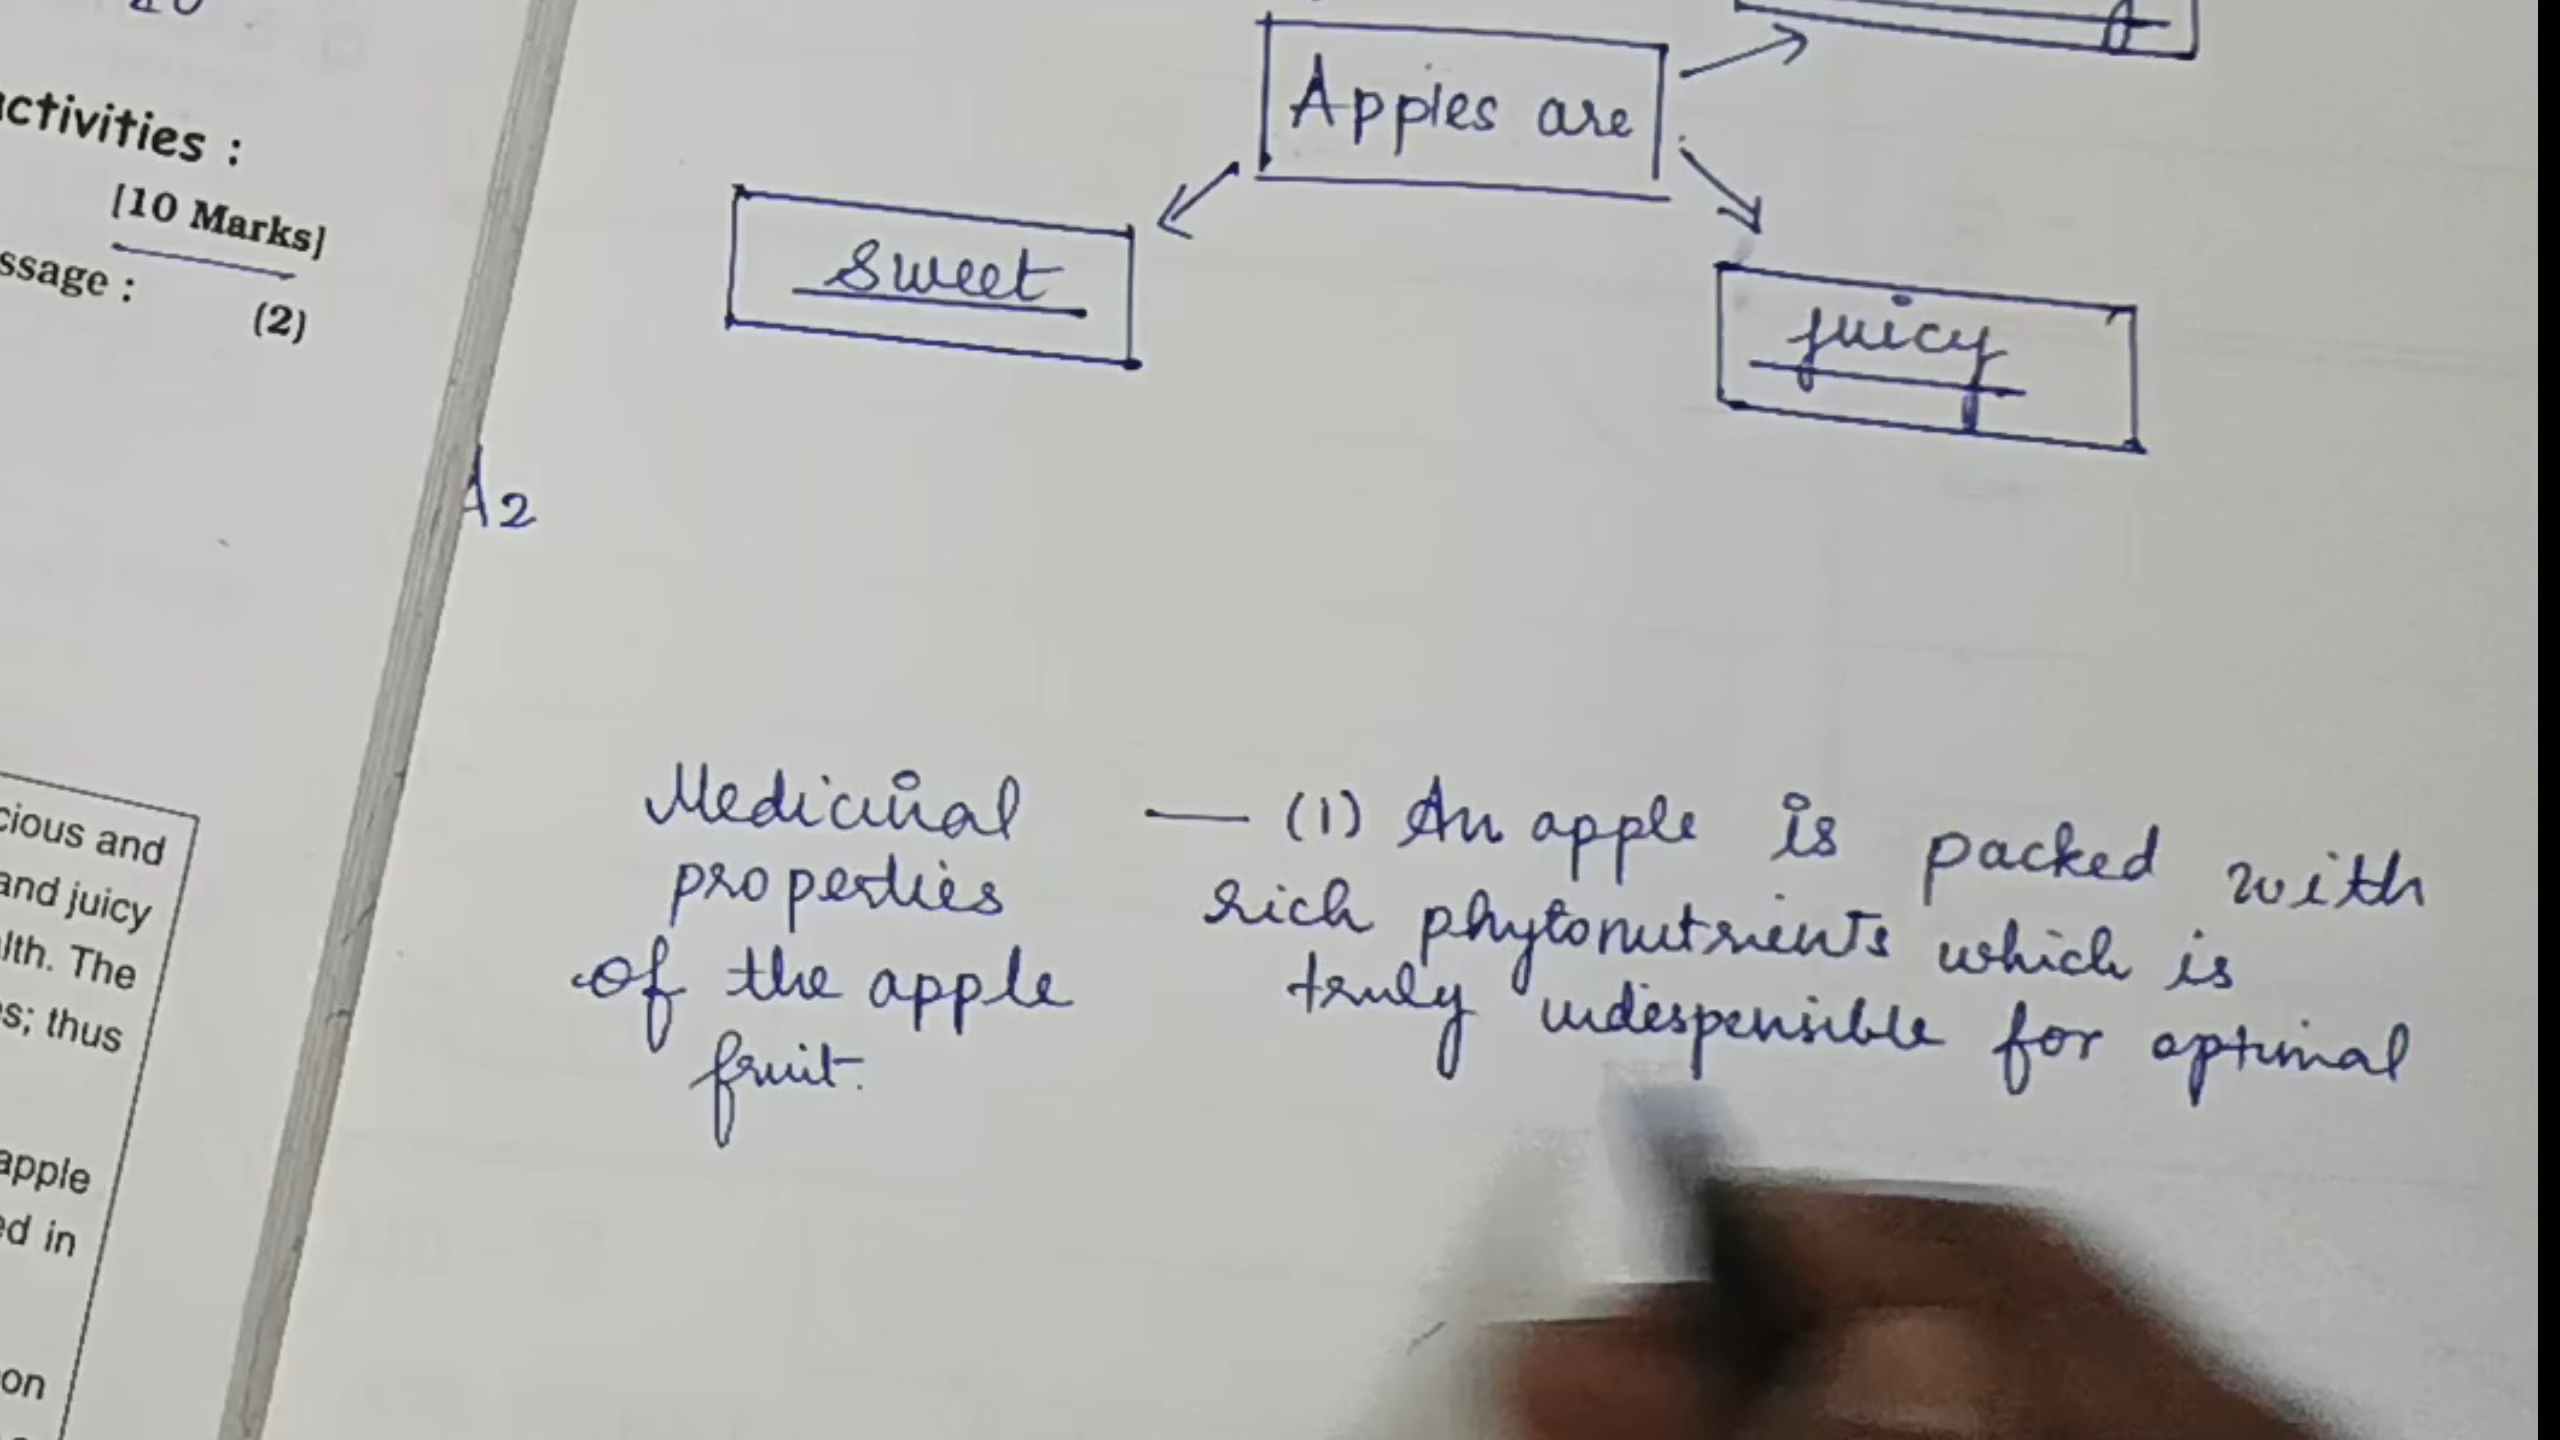 activities :
[10 Marks]
ssage :
(2)
cious and
and juicy
lth. The
s; thus
apple
ed in
on
Apples are
sweet
juicy
A2
Medicinal
properties
of the apple
fruit.
— (1) An apple is packed with
rich phytonutrients which is
truly indespensible for optimal